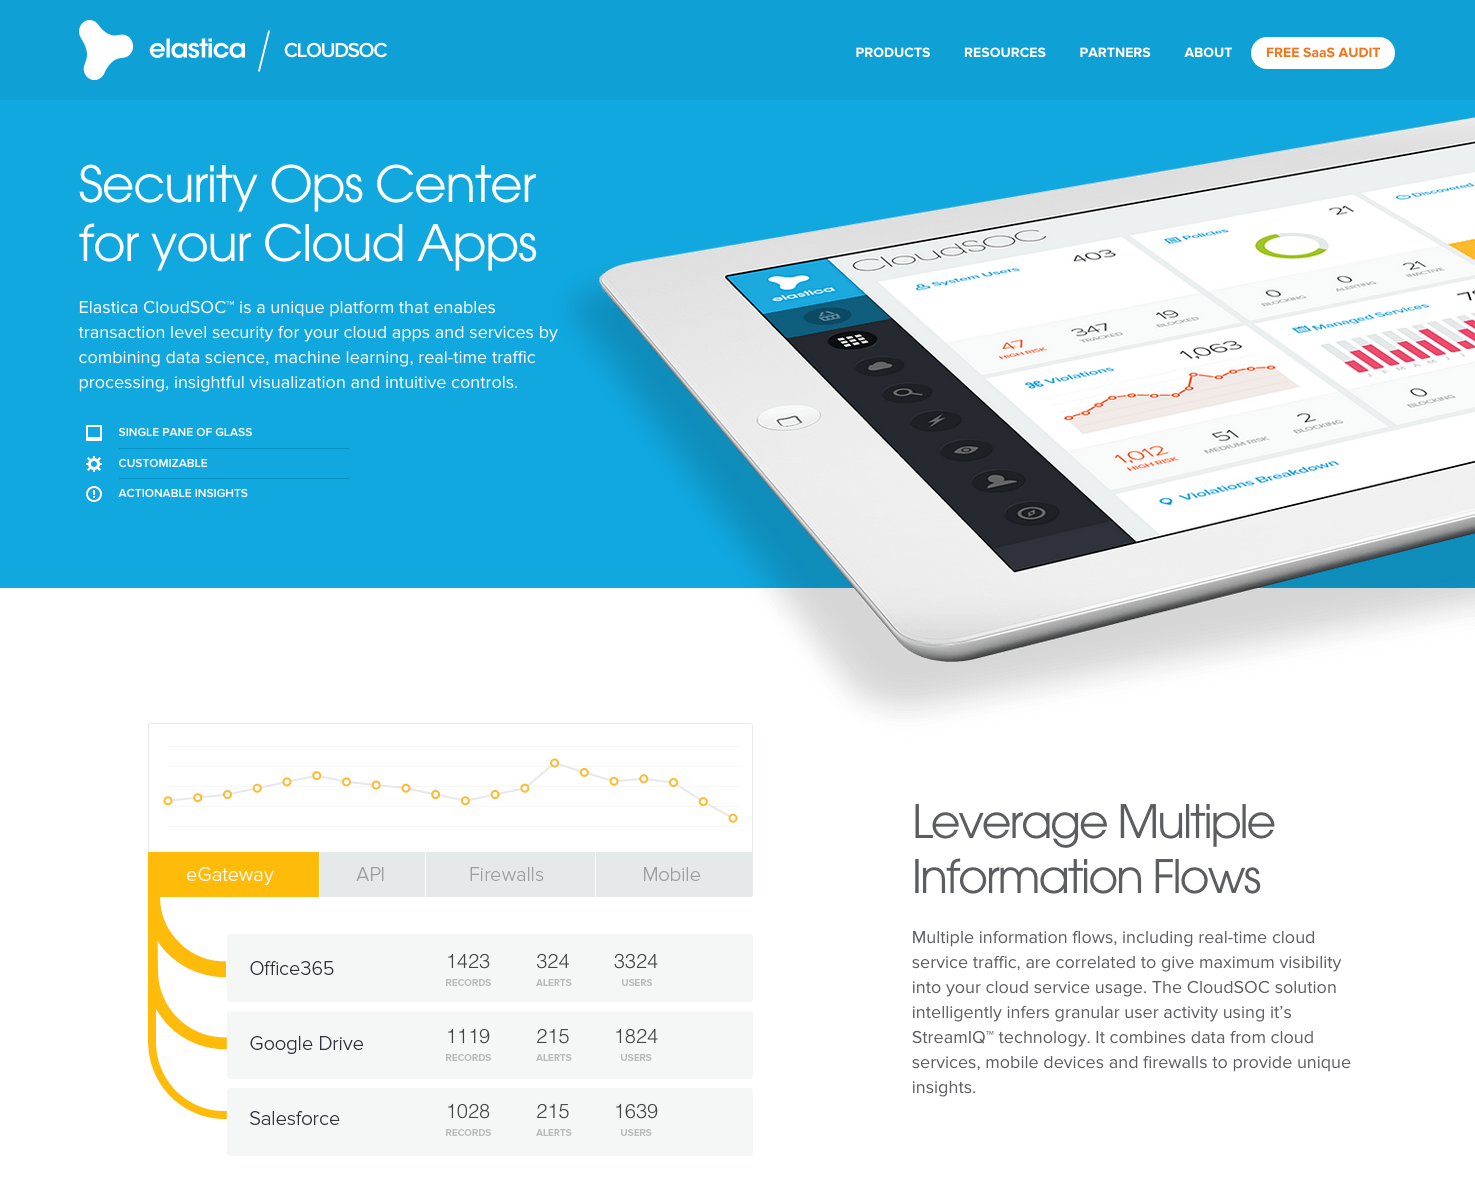 elastica / CLOUDSOC
PRODUCTS RESOURCES PARTNERS ABOUT FREE SaaS AUDIT
Security Ops Center
for your Cloud Apps
Elastica CloudSOC™ is a unique platform that enables
transaction level security for your cloud apps and services by
combining data science, machine learning, real-time traffic
processing, insightful visualization and intuitive controls.
SINGLE PANE OF GLASS
CUSTOMIZABLE
ACTIONABLE INSIGHTS
elastica
CloudSOC
System Users 403
47 347 19
HIGH RISK TRACKED BLOCKED
Policies 21
0 0 21
BLOCKING ALERTING INACTIVE
Discovered
Violations 1,063
1,012 51 2
HIGH RISK MEDIUM RISK BLOCKING
Managed Services
0
BLOCKING
Violations Breakdown
eGateway API Firewalls Mobile
Office365 1423 324 3324
RECORDS ALERTS USERS
Google Drive 1119 215 1824
RECORDS ALERTS USERS
Salesforce 1028 215 1639
RECORDS ALERTS USERS
Leverage Multiple
Information Flows
Multiple information flows, including real-time cloud
service traffic, are correlated to give maximum visibility
into your cloud service usage. The CloudSOC solution
intelligently infers granular user activity using it’s
StreamIQ™ technology. It combines data from cloud
services, mobile devices and firewalls to provide unique
insights.